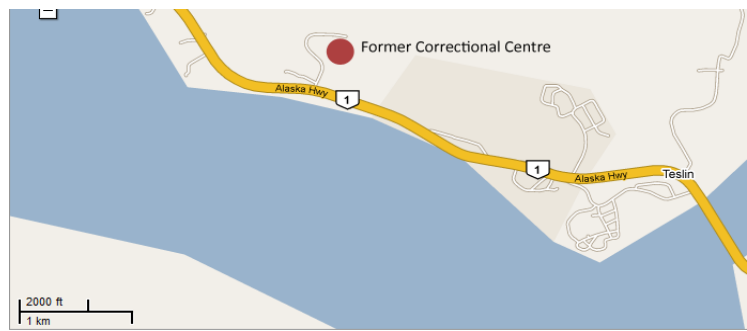 Former Correctional Centre
Alaska Hwy
1
1
Alaska Hwy
Teslin
2000 ft
1 km